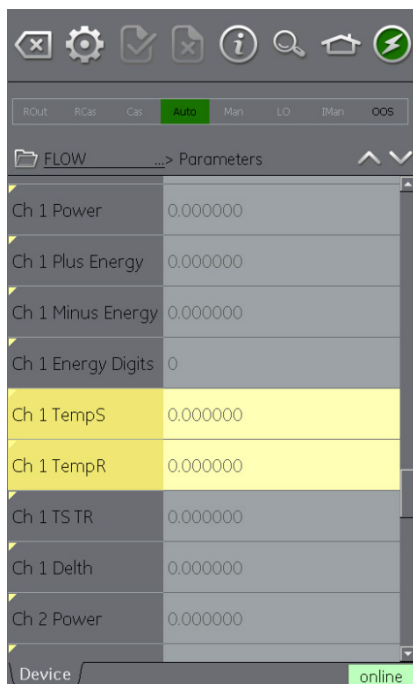 ROut RCas Cas Auto Man LO IMan OOS
FLOW ...> Parameters
Ch 1 Power 0.000000
Ch 1 Plus Energy 0.000000
Ch 1 Minus Energy 0.000000
Ch 1 Energy Digits 0
Ch 1 TempS 0.000000
Ch 1 TempR 0.000000
Ch 1 TS TR 0.000000
Ch 1 Delth 0.000000
Ch 2 Power 0.000000
Device online